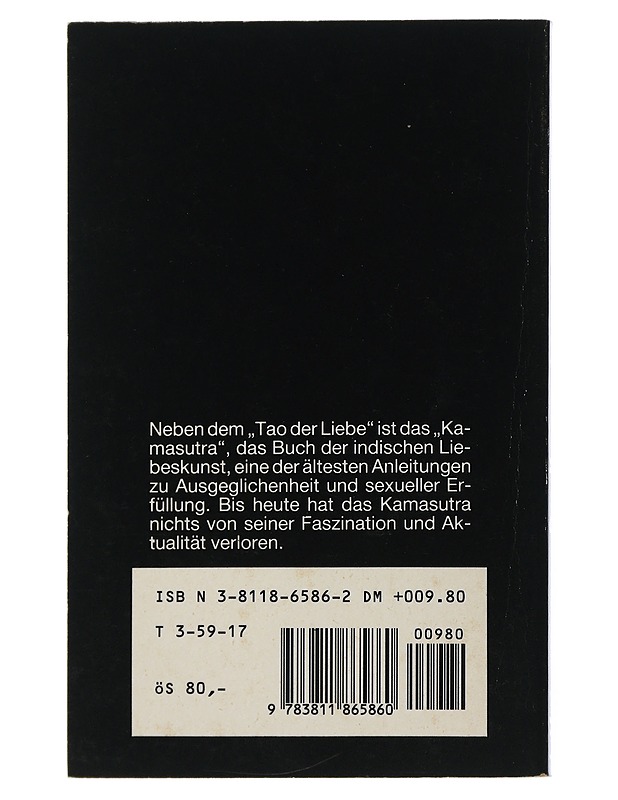 Neben dem „Tao der Liebe“ ist das „Ka-
masutra“, das Buch der indischen Lie-
beskunst, eine der ältesten Anleitungen
zu Ausgeglichenheit und sexueller Er-
füllung. Bis heute hat das Kamasutra
nichts von seiner Faszination und Ak-
tualität verloren.
ISB N 3-8118-6586-2 DM +009.80
T 3-59-17
00980
öS 80,-
9 783811 865860